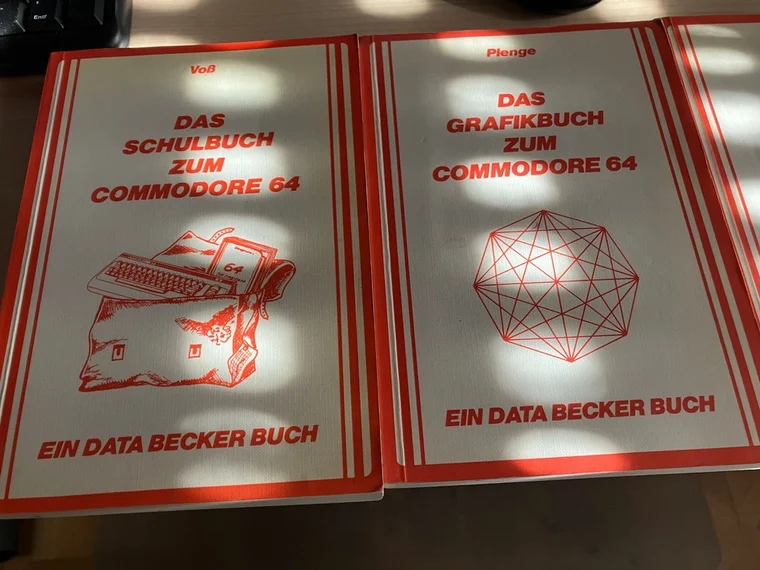 Voß
DAS
SCHULBUCH
ZUM
COMMODORE 64
64
EIN DATA BECKER BUCH
Plenge
DAS
GRAFIKBUCH
ZUM
COMMODORE 64
EIN DATA BECKER BUCH